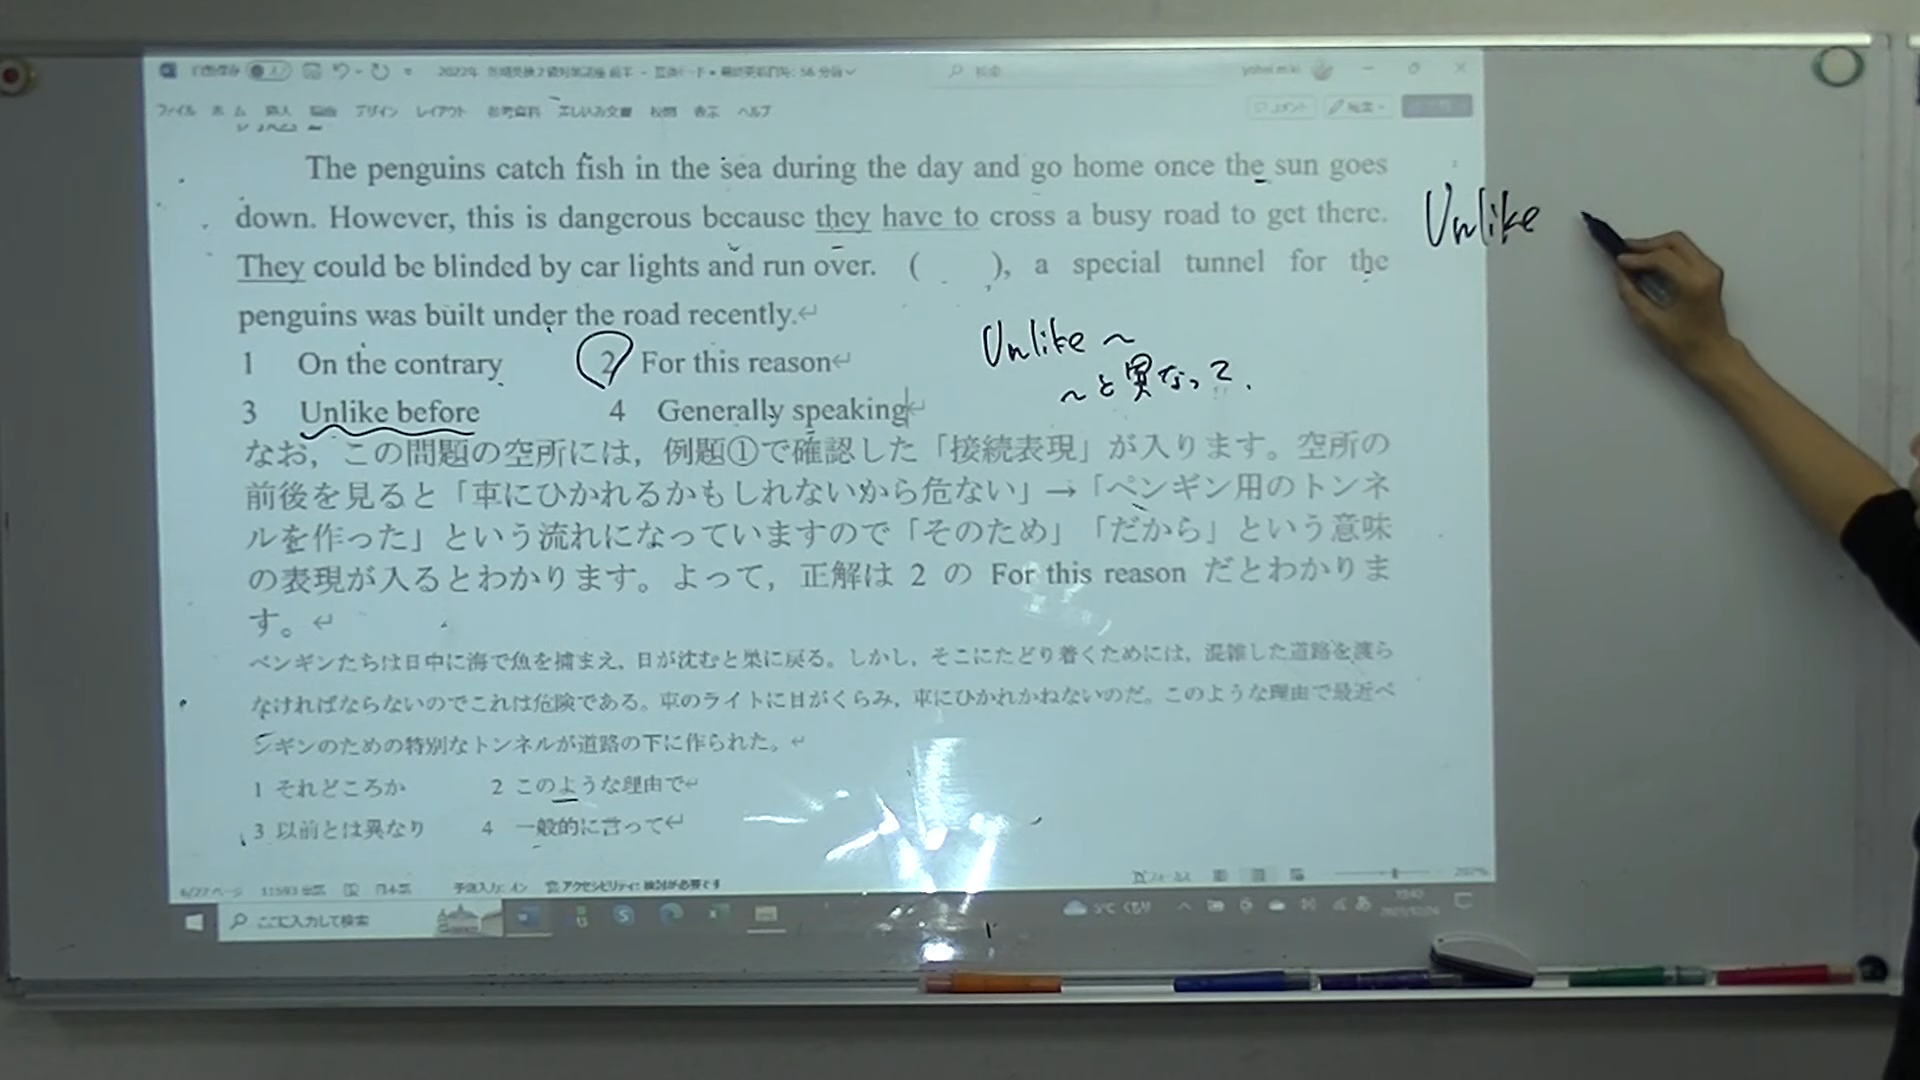 ファイル ホーム 挿入 描画 デザイン レイアウト 参考資料 差し込み文書 校閲 表示 ヘルプ
The penguins catch fish in the sea during the day and go home once the sun goes
down. However, this is dangerous because they have to cross a busy road to get there.
They could be blinded by car lights and run over. ( ), a special tunnel for the
penguins was built under the road recently.↵
Unlike
1 On the contrary 2 For this reason↵
Unlike ~
~と異なって.
3 Unlike before 4 Generally speaking↵
なお，この問題の空所には，例題①で確認した「接続表現」が入ります。空所の
前後を見ると「車にひかれるかもしれないから危ない」→「ペンギン用のトンネ
ルを作った」という流れになっていますので「そのため」「だから」という意味
の表現が入るとわかります。よって，正解は 2 の For this reason だとわかりま
す。↵
ペンギンたちは日中に海で魚を捕まえ，日が沈むと巣に戻る。しかし，そこにたどり着くためには，混雑した道路を渡ら
なければならないのでこれは危険である。車のライトに目がくらみ，車にひかれかねないのだ。このような理由で最近ペ
ンギンのための特別なトンネルが道路の下に作られた。↵
1 それどころか 2 このような理由で↵
3 以前とは異なり 4 一般的に言って↵
アクセシビリティ: 検討が必要です
ここに入力して検索
5℃ くもり